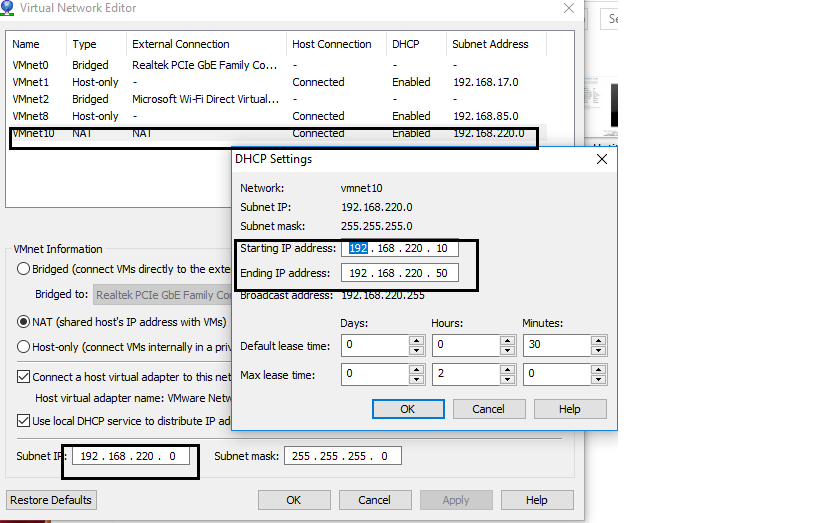 Virtual Network Editor
Se
Name Type External Connection Host Connection DHCP Subnet Address
VMnet0 Bridged Realtek PCIe GbE Family Co... - - -
VMnet1 Host-only - Connected Enabled 192.168.17.0
VMnet2 Bridged Microsoft Wi-Fi Direct Virtual... - - -
VMnet8 Host-only - Connected Enabled 192.168.85.0
VMnet10 NAT NAT Connected Enabled 192.168.220.0
DHCP Settings
Network: vmnet10
Subnet IP: 192.168.220.0
Subnet mask: 255.255.255.0
Starting IP address: 192 . 168 . 220 . 10
Ending IP address: 192 . 168 . 220 . 50
Broadcast address: 192.168.220.255
Days: Hours: Minutes:
Default lease time: 0 0 30
Max lease time: 0 2 0
OK Cancel Help
VMnet Information
Bridged (connect VMs directly to the exte
Bridged to: Realtek PCIe GbE Family Co
NAT (shared host's IP address with VMs)
Host-only (connect VMs internally in a priv
Connect a host virtual adapter to this net
Host virtual adapter name: VMware Netw
Use local DHCP service to distribute IP ad
Subnet IP: 192 . 168 . 220 . 0 Subnet mask: 255 . 255 . 255 . 0
Restore Defaults OK Cancel Apply Help